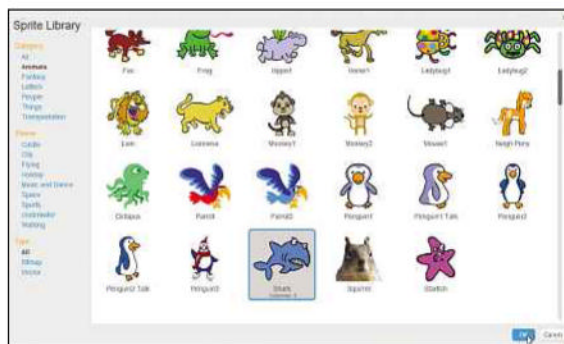 Sprite Library
Category
All
Animals
Fantasy
Letters
People
Things
Transportation
Theme
Castle
City
Flying
Holiday
Music and Dance
Space
Sports
Underwater
Walking
Type
All
Bitmap
Vector
Fox
Frog
Hippo1
Horse1
Ladybug1
Ladybug2
Lion
Lioness
Monkey1
Monkey2
Mouse1
Neigh Pony
Octopus
Parrot
Parrot2
Penguin1
Penguin1 Talk
Penguin2
Penguin2 Talk
Penguin3
Shark
Squirrel
Starfish
OK
Cancel